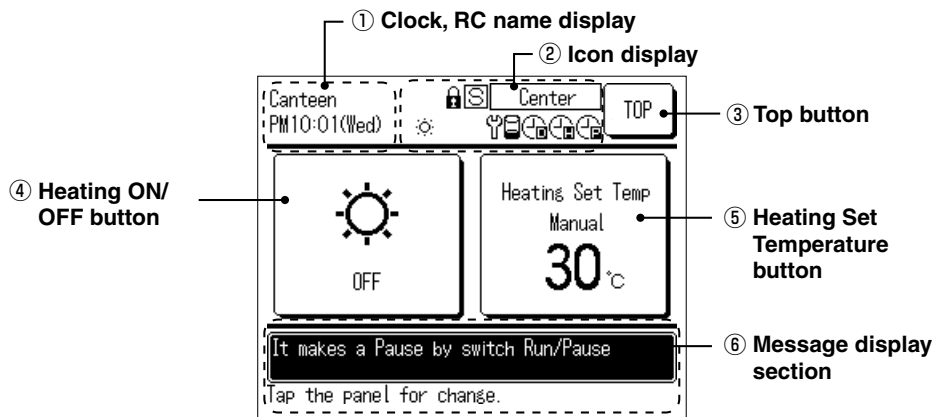 ① Clock, RC name display
② Icon display
Canteen
S Center
TOP
PM10:01(Wed)
③ Top button
④ Heating ON/
OFF button
Heating Set Temp
Manual
30°C
OFF
⑤ Heating Set
Temperature
button
It makes a Pause by switch Run/Pause
Tap the panel for change.
⑥ Message display
section